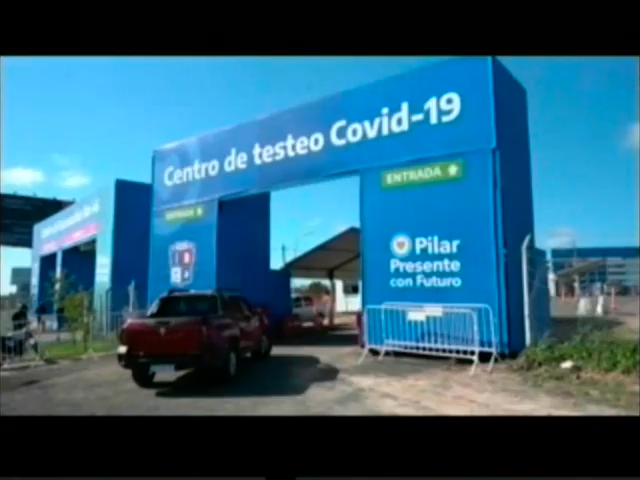 Centro de testeo Covid-19
ENTRADA
ENTRADA
Pilar
Presente
con Futuro